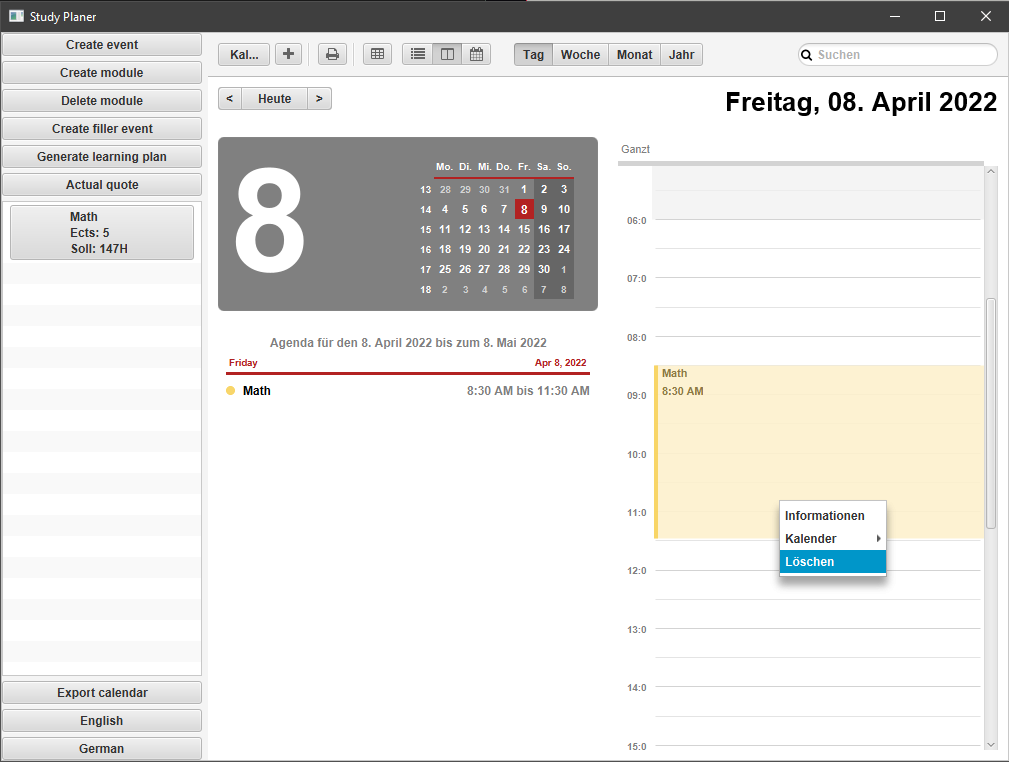 Study Planer
Create event
Create module
Delete module
Create filler event
Generate learning plan
Actual quote
Math
Ects: 5
Soll: 147H
Export calendar
English
German
Kal... + Tag Woche Monat Jahr Suchen
< Heute >
Freitag, 08. April 2022
8
Mo. Di. Mi. Do. Fr. Sa. So.
13 28 29 30 31 1 2 3
14 4 5 6 7 8 9 10
15 11 12 13 14 15 16 17
16 18 19 20 21 22 23 24
17 25 26 27 28 29 30 1
18 2 3 4 5 6 7 8
Agenda für den 8. April 2022 bis zum 8. Mai 2022
Friday Apr 8, 2022
Math 8:30 AM bis 11:30 AM
Ganzt
06:0
07:0
08:0
Math
8:30 AM
09:0
10:0
11:0
Informationen
Kalender
Löschen
12:0
13:0
14:0
15:0